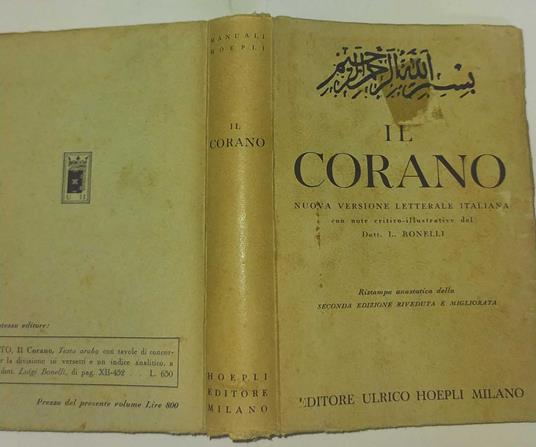 stesso editore:
TO, Il Corano, Testo arabo con tavole di concor-
r la divisione in versetti e un indice analitico, a
dott. Luigi Bonelli, di pag. XII-452 . . . L. 650
Prezzo del presente volume Lire 800
MANUALI
HOEPLI
IL
CORANO
HOEPLI
EDITORE
MILANO
بسم الله الرحمن الرحيم
IL
CORANO
NUOVA VERSIONE LETTERALE ITALIANA
con note critico-illustrative del
Dott. L. BONELLI
Ristampa anastatica della
SECONDA EDIZIONE RIVEDUTA E MIGLIORATA
EDITORE ULRICO HOEPLI MILANO